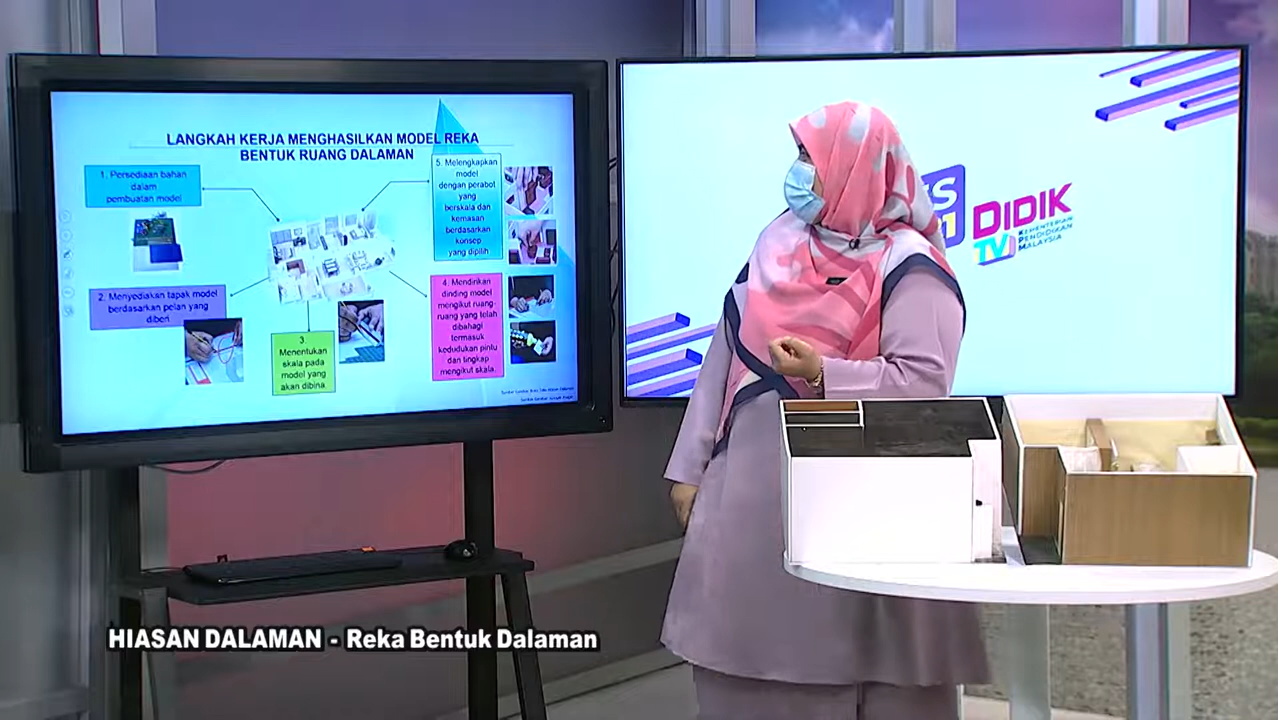 LANGKAH KERJA MENGHASILKAN MODEL REKA
BENTUK RUANG DALAMAN
1. Persediaan bahan
dalam
pembuatan model
2. Menyediakan tapak model
berdasarkan pelan yang
diberi
3.
Menentukan
skala pada
model yang
akan dibina.
5. Melengkapkan
model
dengan perabot
yang
berskala dan
kemasan
berdasarkan
konsep
yang dipilih
4. Mendirikan
dinding model
mengikut ruang-
ruang yang telah
dibahagi
termasuk
kedudukan pintu
dan tingkap
mengikut skala.
DIDIK
TV
KEMENTERIAN
PENDIDIKAN
MALAYSIA
HIASAN DALAMAN - Reka Bentuk Dalaman